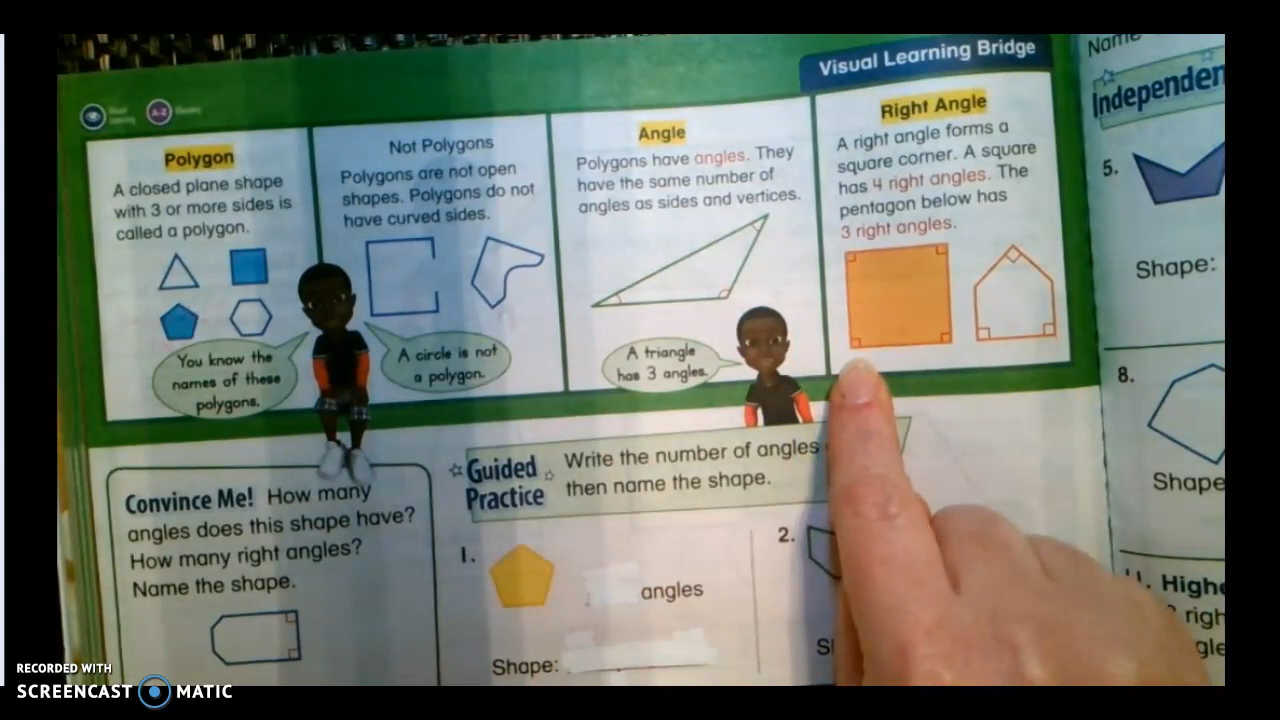 Visual Learning Bridge
A-Z
Polygon
A closed plane shape
with 3 or more sides is
called a polygon.
You know the
names of these
polygons.
Not Polygons
Polygons are not open
shapes. Polygons do not
have curved sides.
A circle is not
a polygon.
Angle
Polygons have angles. They
have the same number of
angles as sides and vertices.
A triangle
has 3 angles.
Right Angle
A right angle forms a
square corner. A square
has 4 right angles. The
pentagon below has
3 right angles.
Convince Me! How many
angles does this shape have?
How many right angles?
Name the shape.
Guided
Practice
Write the number of angles
then name the shape.
1.
angles
Shape:
2.
Name
Independen
5.
Shape:
8.
Shape
11. Highe
righ
gle
RECORDED WITH
SCREENCAST MATIC